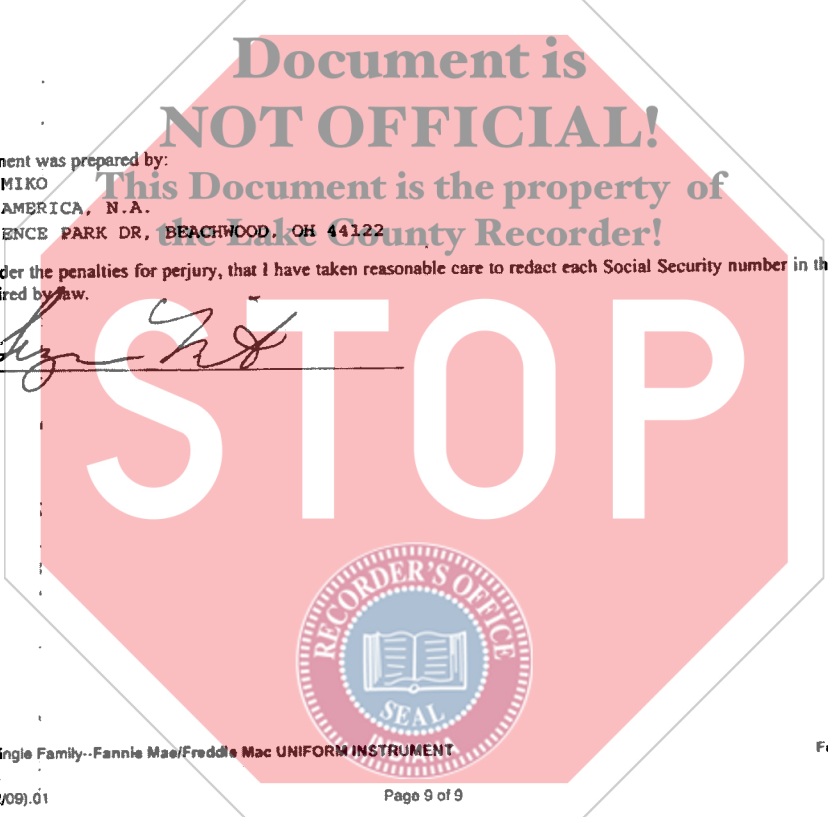 Document is
NOT OFFICIAL!
ment was prepared by:
MIKO
This Document is the property of
AMERICA, N.A.
the Lake County Recorder!
ENCE PARK DR, BEACHWOOD, OH 44122
der the penalties for perjury, that I have taken reasonable care to redact each Social Security number in th
ired by law.
STOP
RECORDER'S OFFICE
SEAL
INDIANA
ingle Family--Fannie Mae/Freddie Mac UNIFORM INSTRUMENT
F
/09).01
Page 9 of 9